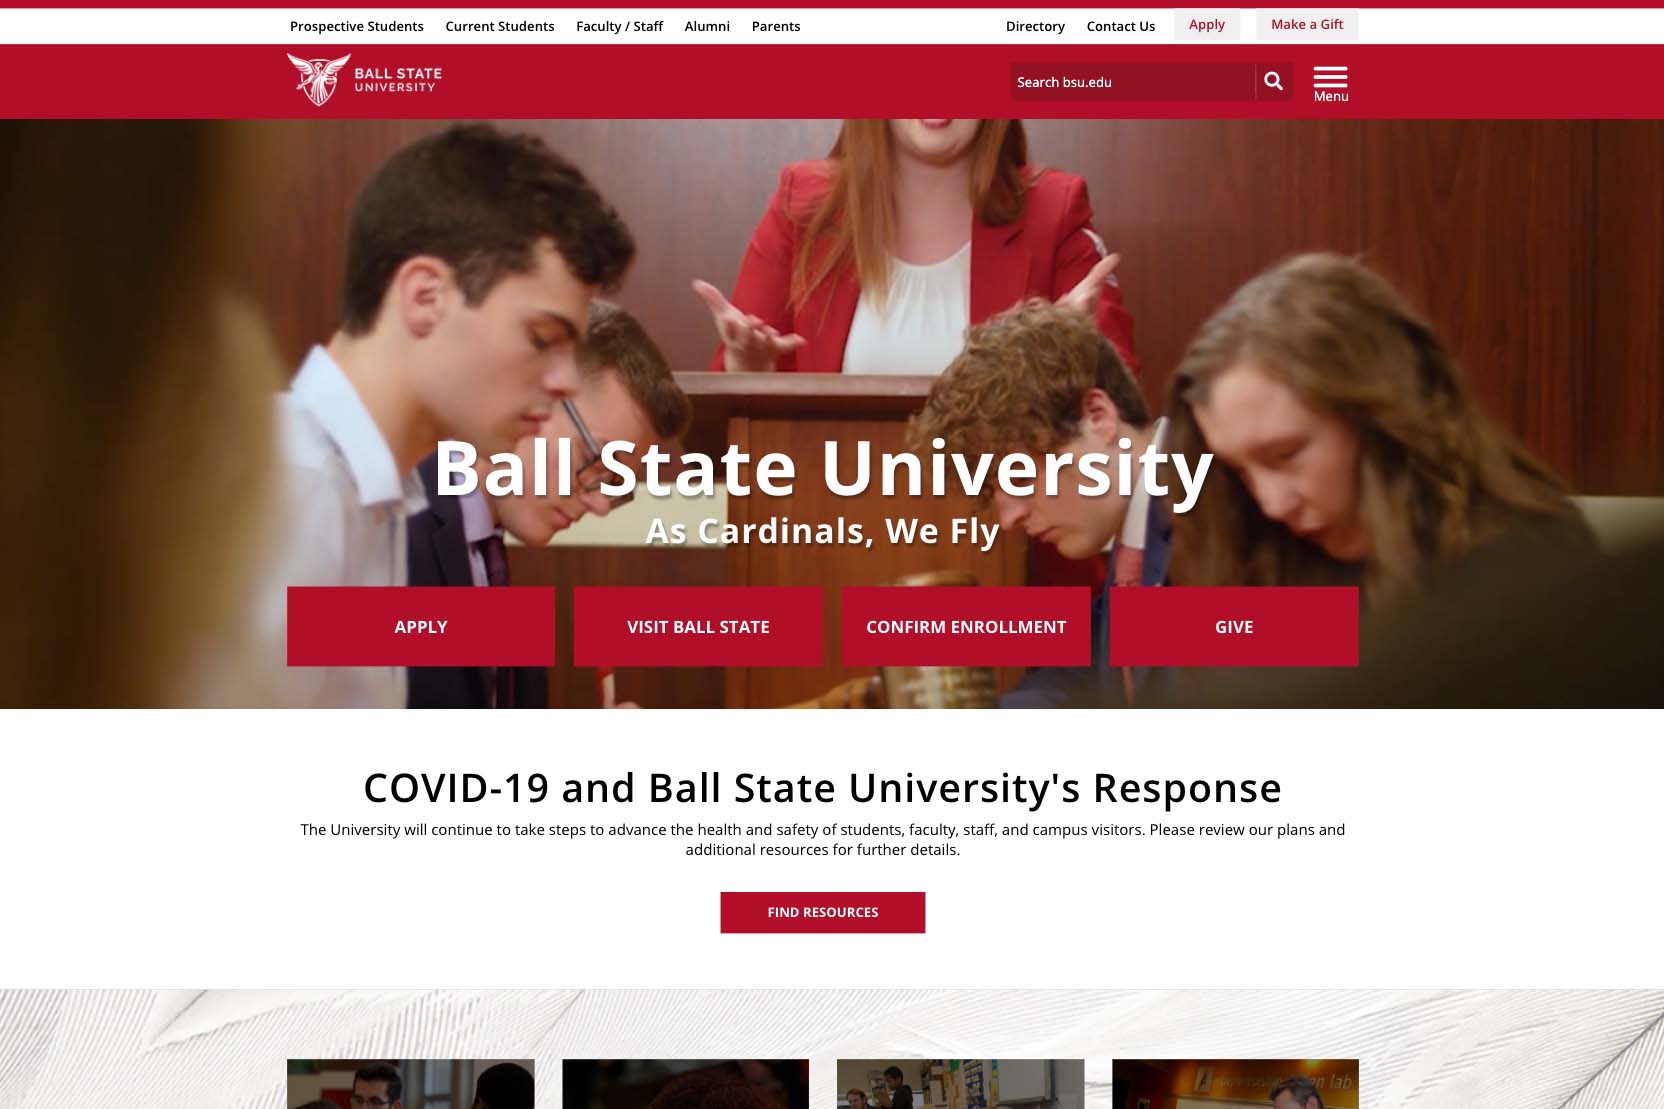 Prospective Students Current Students Faculty / Staff Alumni Parents Directory Contact Us Apply Make a Gift
BALL STATE
UNIVERSITY
Search bsu.edu
Menu
Ball State University
As Cardinals, We Fly
APPLY VISIT BALL STATE CONFIRM ENROLLMENT GIVE
COVID-19 and Ball State University's Response
The University will continue to take steps to advance the health and safety of students, faculty, staff, and campus visitors. Please review our plans and
additional resources for further details.
FIND RESOURCES